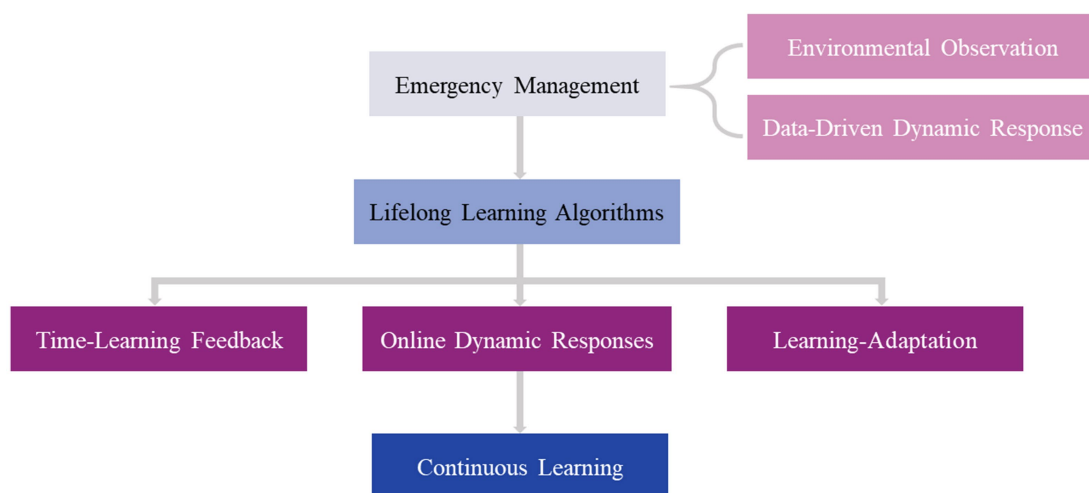 Environmental Observation
Emergency Management
Data-Driven Dynamic Response
Lifelong Learning Algorithms
Time-Learning Feedback
Online Dynamic Responses
Learning-Adaptation
Continuous Learning